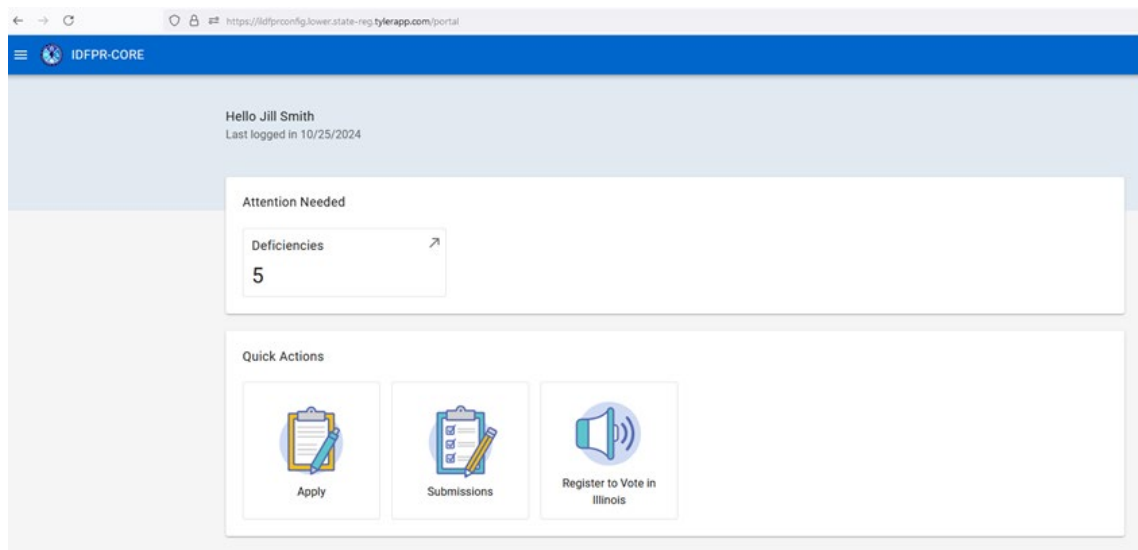 https://idfprconfig.lower.state-reg.tylerapp.com/portal
IDFPR-CORE
Hello Jill Smith
Last logged in 10/25/2024
Attention Needed
Deficiencies
5
Quick Actions
Apply
Submissions
Register to Vote in
Illinois